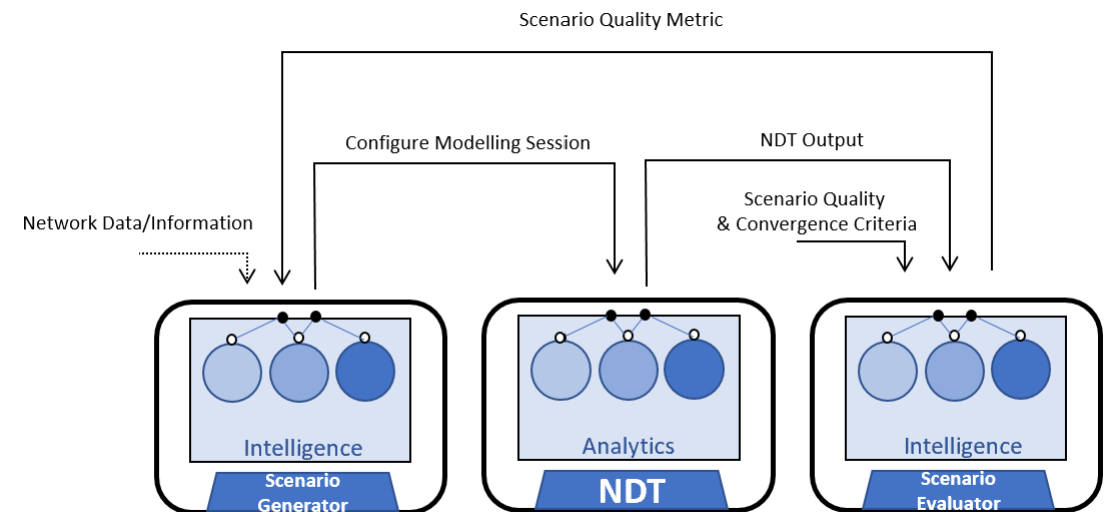 Scenario Quality Metric
Configure Modelling Session
NDT Output
Scenario Quality
& Convergence Criteria
Network Data/Information
Intelligence
Analytics
Intelligence
Scenario
Generator
NDT
Scenario
Evaluator